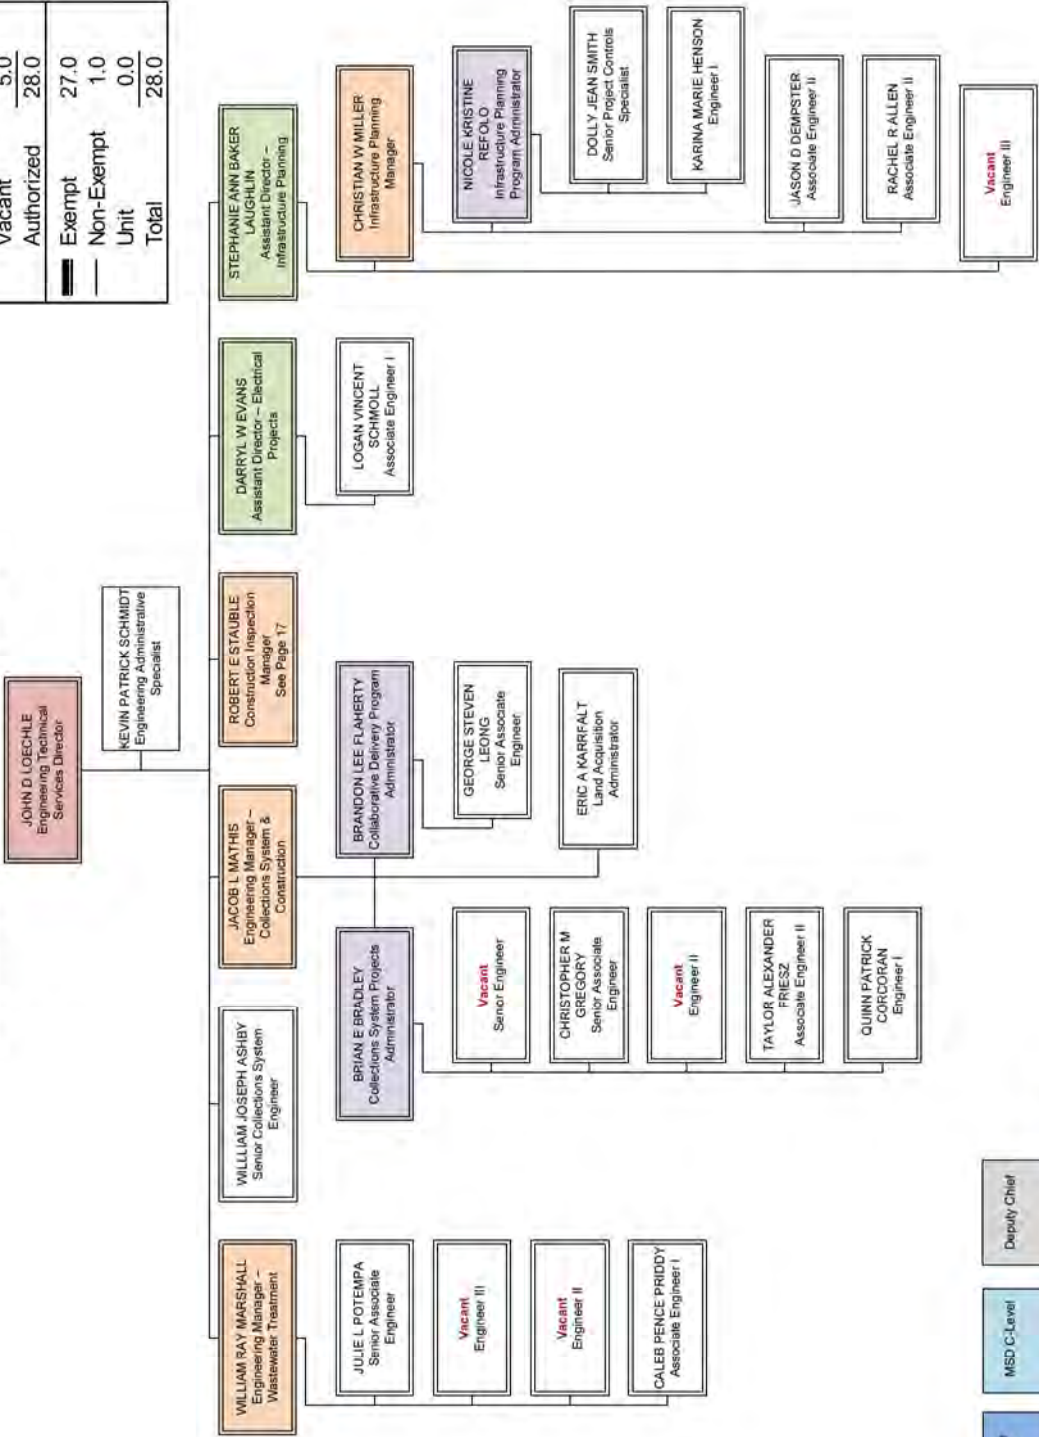 Vacant 5.0
Authorized 28.0
Exempt 27.0
Non-Exempt 1.0
Unit 0.0
Total 28.0
JOHN D LOECHLE
Engineering Technical
Services Director
KEVIN PATRICK SCHMIDT
Engineering Administrative
Specialist
WILLIAM RAY MARSHALL
Engineering Manager –
Wastewater Treatment
JULIE L POTEMPA
Senior Associate
Engineer
Vacant
Engineer III
Vacant
Engineer II
CALEB PENCE PRIDDY
Associate Engineer I
WILLLIAM JOSEPH ASHBY
Senior Collections System
Engineer
JACOB L MATHIS
Engineering Manager –
Collections System &
Construction
BRIAN E BRADLEY
Collections System Projects
Administrator
Vacant
Senior Engineer
CHRISTOPHER M
GREGORY
Senior Associate
Engineer
Vacant
Engineer II
TAYLOR ALEXANDER
FRIESZ
Associate Engineer II
QUINN PATRICK
CORCORAN
Engineer I
BRANDON LEE FLAHERTY
Collaborative Delivery Program
Administrator
GEORGE STEVEN
LEONG
Senior Associate
Engineer
ERIC A KARRFALT
Land Acquisition
Administrator
ROBERT E STAUBLE
Construction Inspection
Manager
See Page 17
DARRYL W EVANS
Assistant Director – Electrical
Projects
LOGAN VINCENT
SCHMOLL
Associate Engineer I
STEPHANIE ANN BAKER
LAUGHLIN
Assistant Director –
Infrastructure Planning
CHRISTIAN W MILLER
Infrastructure Planning
Manager
NICOLE KRISTINE
REFOLO
Infrastructure Planning
Program Administrator
DOLLY JEAN SMITH
Senior Project Controls
Specialist
KARINA MARIE HENSON
Engineer I
JASON D DEMPSTER
Associate Engineer II
RACHEL R ALLEN
Associate Engineer II
Vacant
Engineer III
MSD C-Level
Deputy Chief